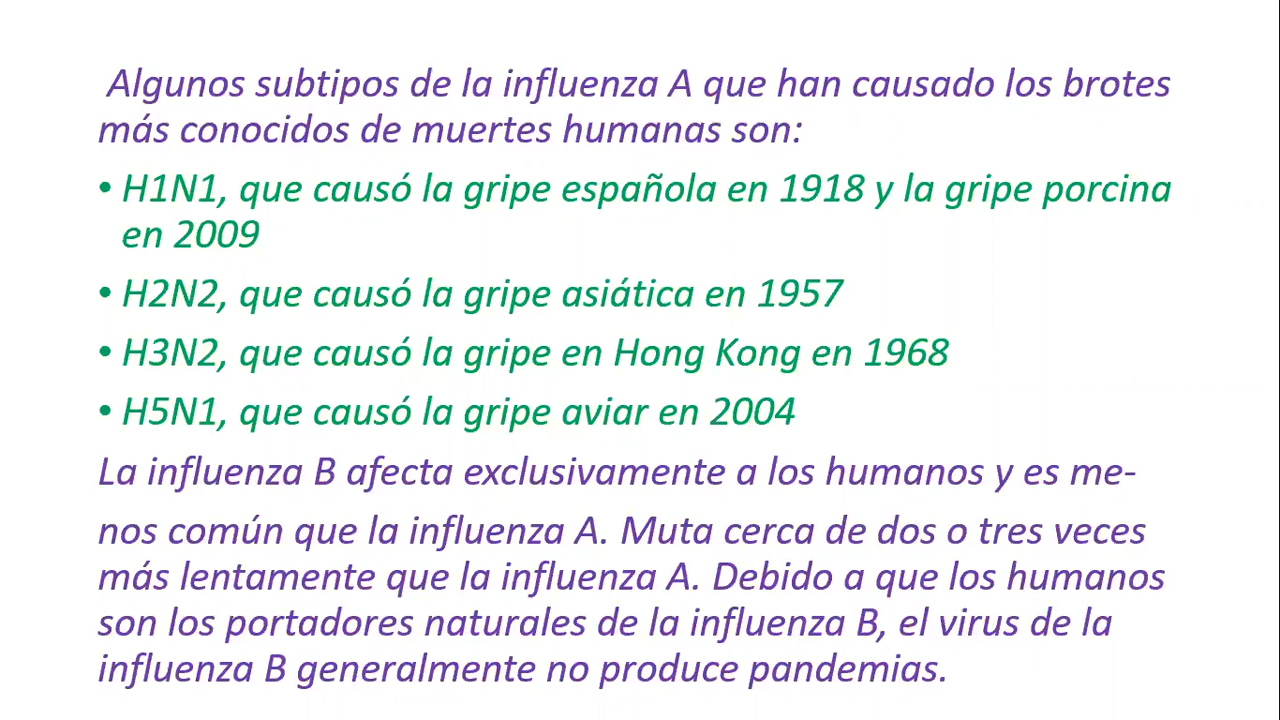 Algunos subtipos de la influenza A que han causado los brotes
más conocidos de muertes humanas son:
• H1N1, que causó la gripe española en 1918 y la gripe porcina
en 2009
• H2N2, que causó la gripe asiática en 1957
• H3N2, que causó la gripe en Hong Kong en 1968
• H5N1, que causó la gripe aviar en 2004
La influenza B afecta exclusivamente a los humanos y es me-
nos común que la influenza A. Muta cerca de dos o tres veces
más lentamente que la influenza A. Debido a que los humanos
son los portadores naturales de la influenza B, el virus de la
influenza B generalmente no produce pandemias.